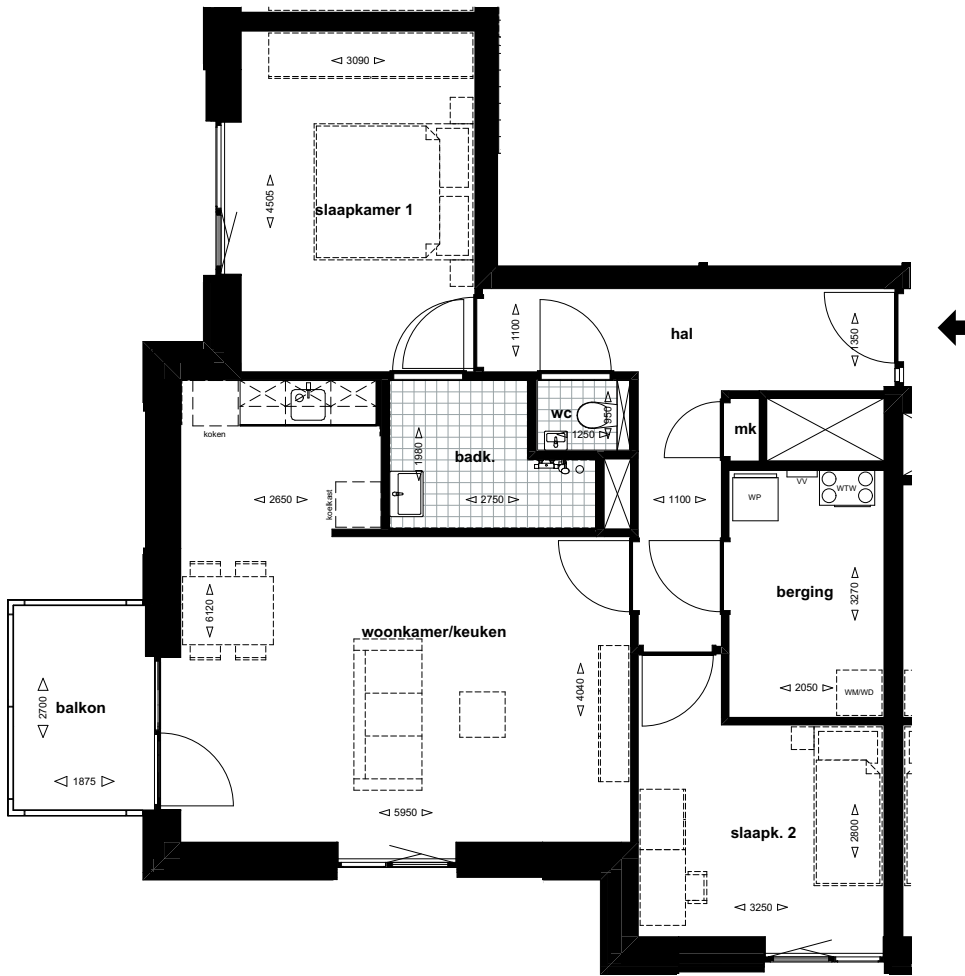 3090
4505
slaapkamer 1
1100
hal
1350
wc
950
1250
mk
koken
badk.
1980
2750
2650
koelkast
1100
WP
VV
WTW
berging
3270
6120
woonkamer/keuken
4040
2050
WM/WD
2700
balkon
1875
5950
slaapk. 2
2800
3250